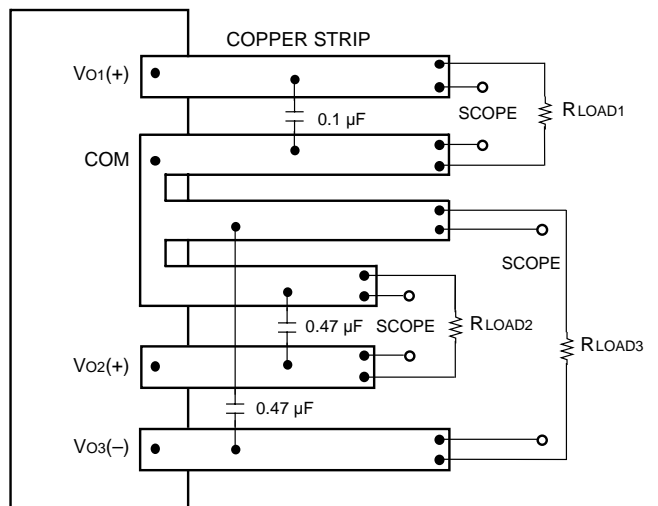 COPPER STRIP
VO1(+)
SCOPE
RLOAD1
0.1 µF
COM
SCOPE
0.47 µF
SCOPE
RLOAD2
RLOAD3
VO2(+)
0.47 µF
VO3(–)
SCOPE